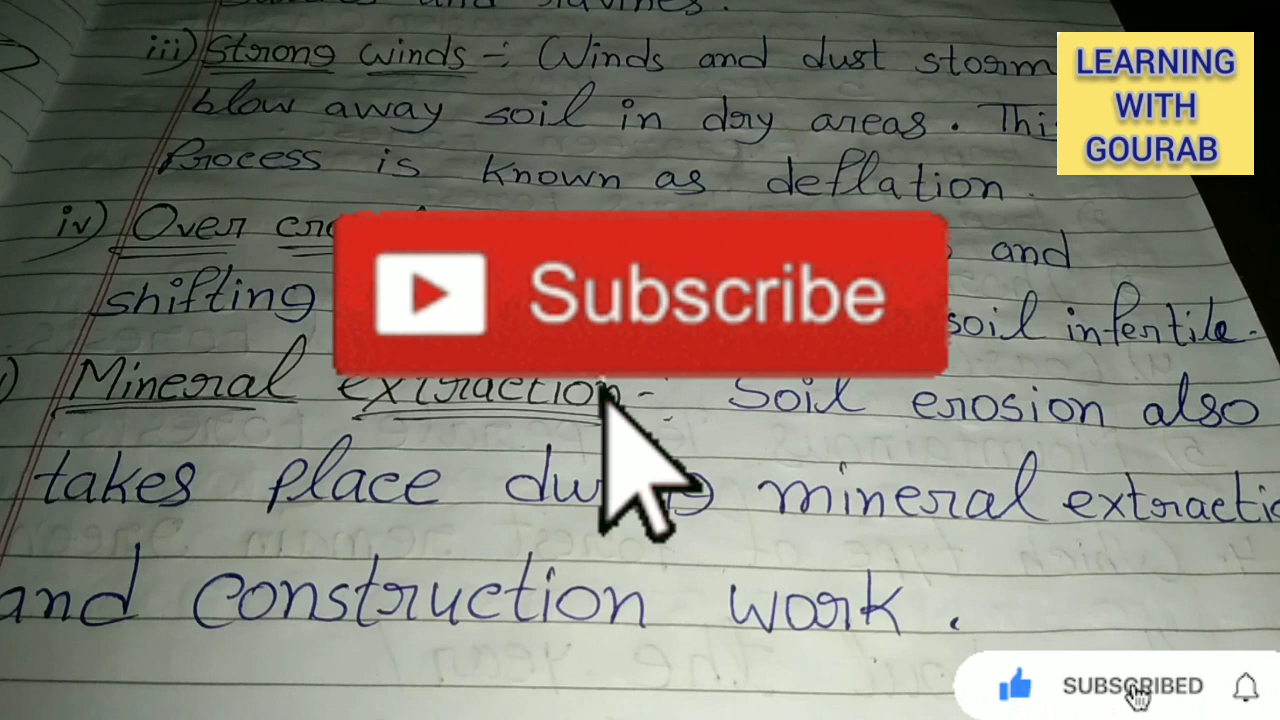 iii) Strong winds -: Winds and dust storm
blow away soil in dry areas. Thi
Process is known as deflation.
iv) Over
and
shifting
soil infertile.
Mineral extraction -: Soil erosion also
takes place mineral extractio
and construction work.
LEARNING
WITH
GOURAB
Subscribe
SUBSCRIBED